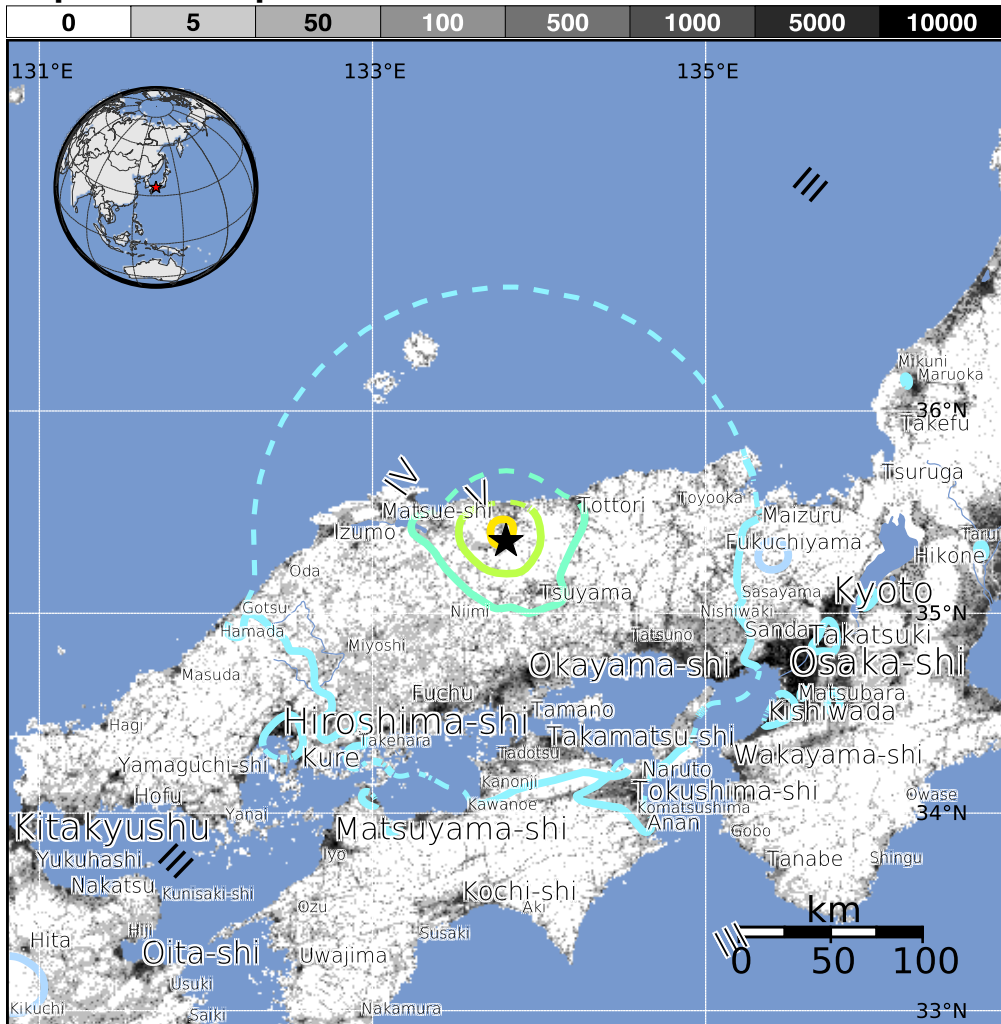 0 5 50 100 500 1000 5000 10000
131°E 133°E 135°E
III
Mikuni
Maruoka
36°N
Takefu
Tsuruga
IV
V
Matsue-shi
Tottori
Toyooka
Maizuru
Izumo
Fukuchiyama
Taru
Hikone
Oda
Tsuyama
Sasayama
Kyoto
Gotsu
Niimi
Nishiwaki
35°N
Hamada
Miyoshi
Tatsuno
Sanda
Takatsuki
Masuda
Okayama-shi
Osaka-shi
Fuchu
Matsubara
Hagi
Hiroshima-shi
Tamano
Kishiwada
Takehara
Takamatsu-shi
Yamaguchi-shi
Kure
Tadotsu
Wakayama-shi
Naruto
Hofu
Kanonji
Tokushima-shi
Owase
Yanai
Kawanoe
Komatsushima
34°N
Kitakyushu
Matsuyama-shi
Anan
Gobo
Yukuhashi
III
Iyo
Tanabe
Shingu
Nakatsu
Kunisaki-shi
Kochi-shi
Ozu
Aki
km
Hiji
Susaki
III
Hita
Oita-shi
Uwajima
0 50 100
Usuki
Kikuchi
Saiki
Nakamura
33°N